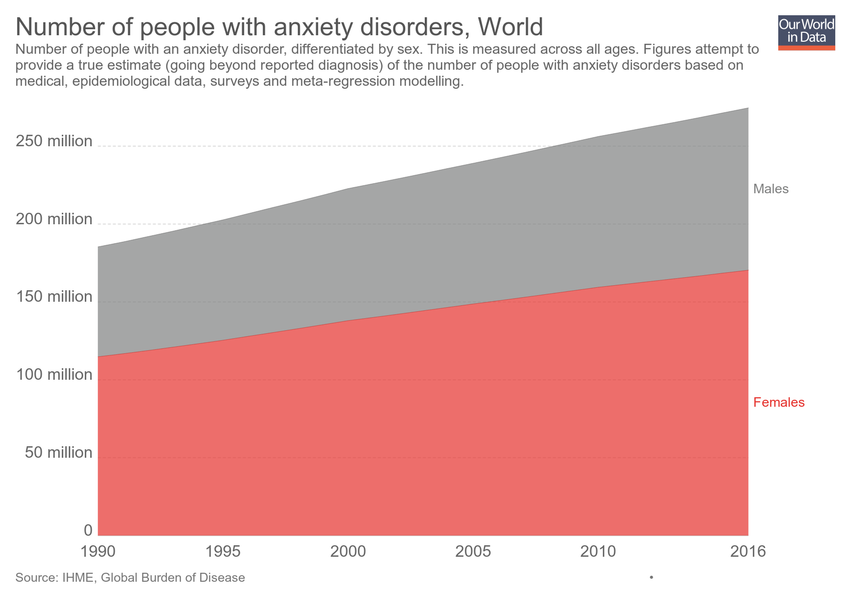 Number of people with anxiety disorders, World
Our World
in Data
Number of people with an anxiety disorder, differentiated by sex. This is measured across all ages. Figures attempt to
provide a true estimate (going beyond reported diagnosis) of the number of people with anxiety disorders based on
medical, epidemiological data, surveys and meta-regression modelling.
250 million
200 million
150 million
100 million
50 million
0
Males
Females
1990 1995 2000 2005 2010 2016
Source: IHME, Global Burden of Disease